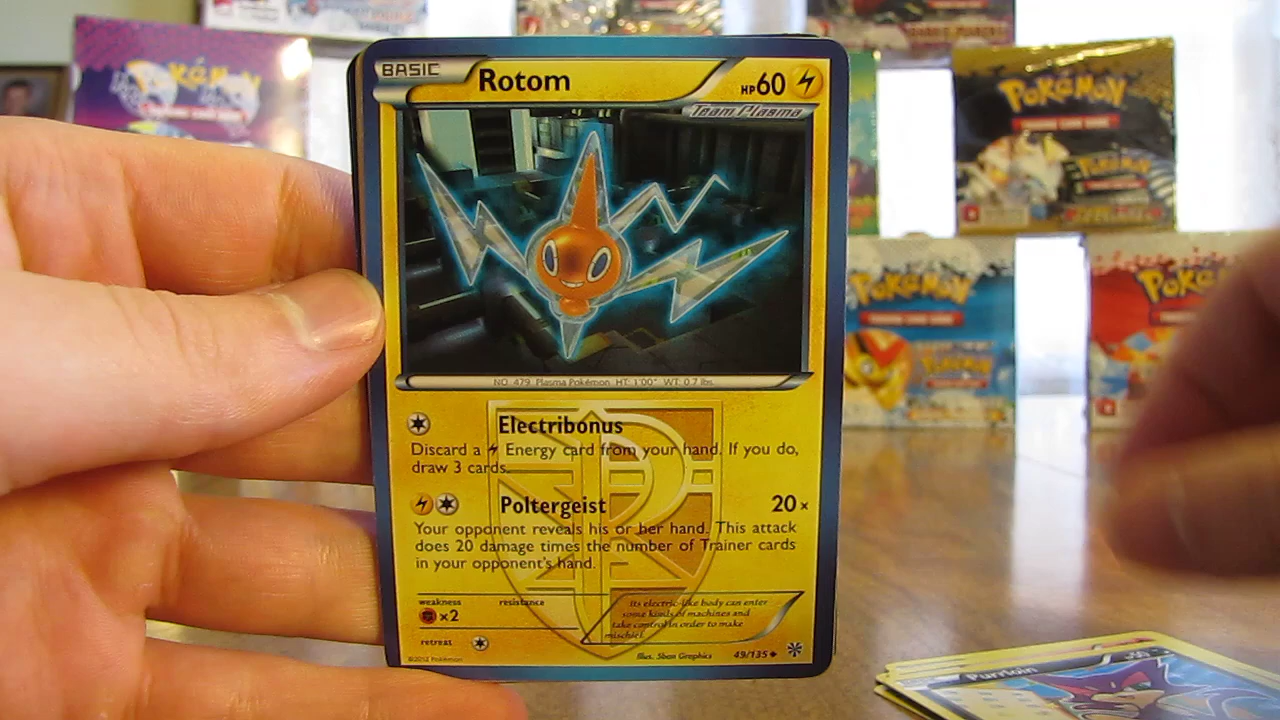 BASIC
Rotom
HP60
Team Plasma
NO. 479 Plasma Pokémon HT: 1'00" WT: 0.7 lbs.
Electribonus
Discard a Energy card from your hand. If you do,
draw 3 cards.
Poltergeist 20×
Your opponent reveals his or her hand. This attack
does 20 damage times the number of Trainer cards
in your opponent's hand.
weakness resistance
×2
retreat
Its electric-like body can enter
some kinds of machines and
take control in order to make
mischief.
©2012 Pokémon
Illus. 5ban Graphics
49/135
Purrloin
POKÉMON
POKÉMON
POKÉMON
POKÉMON